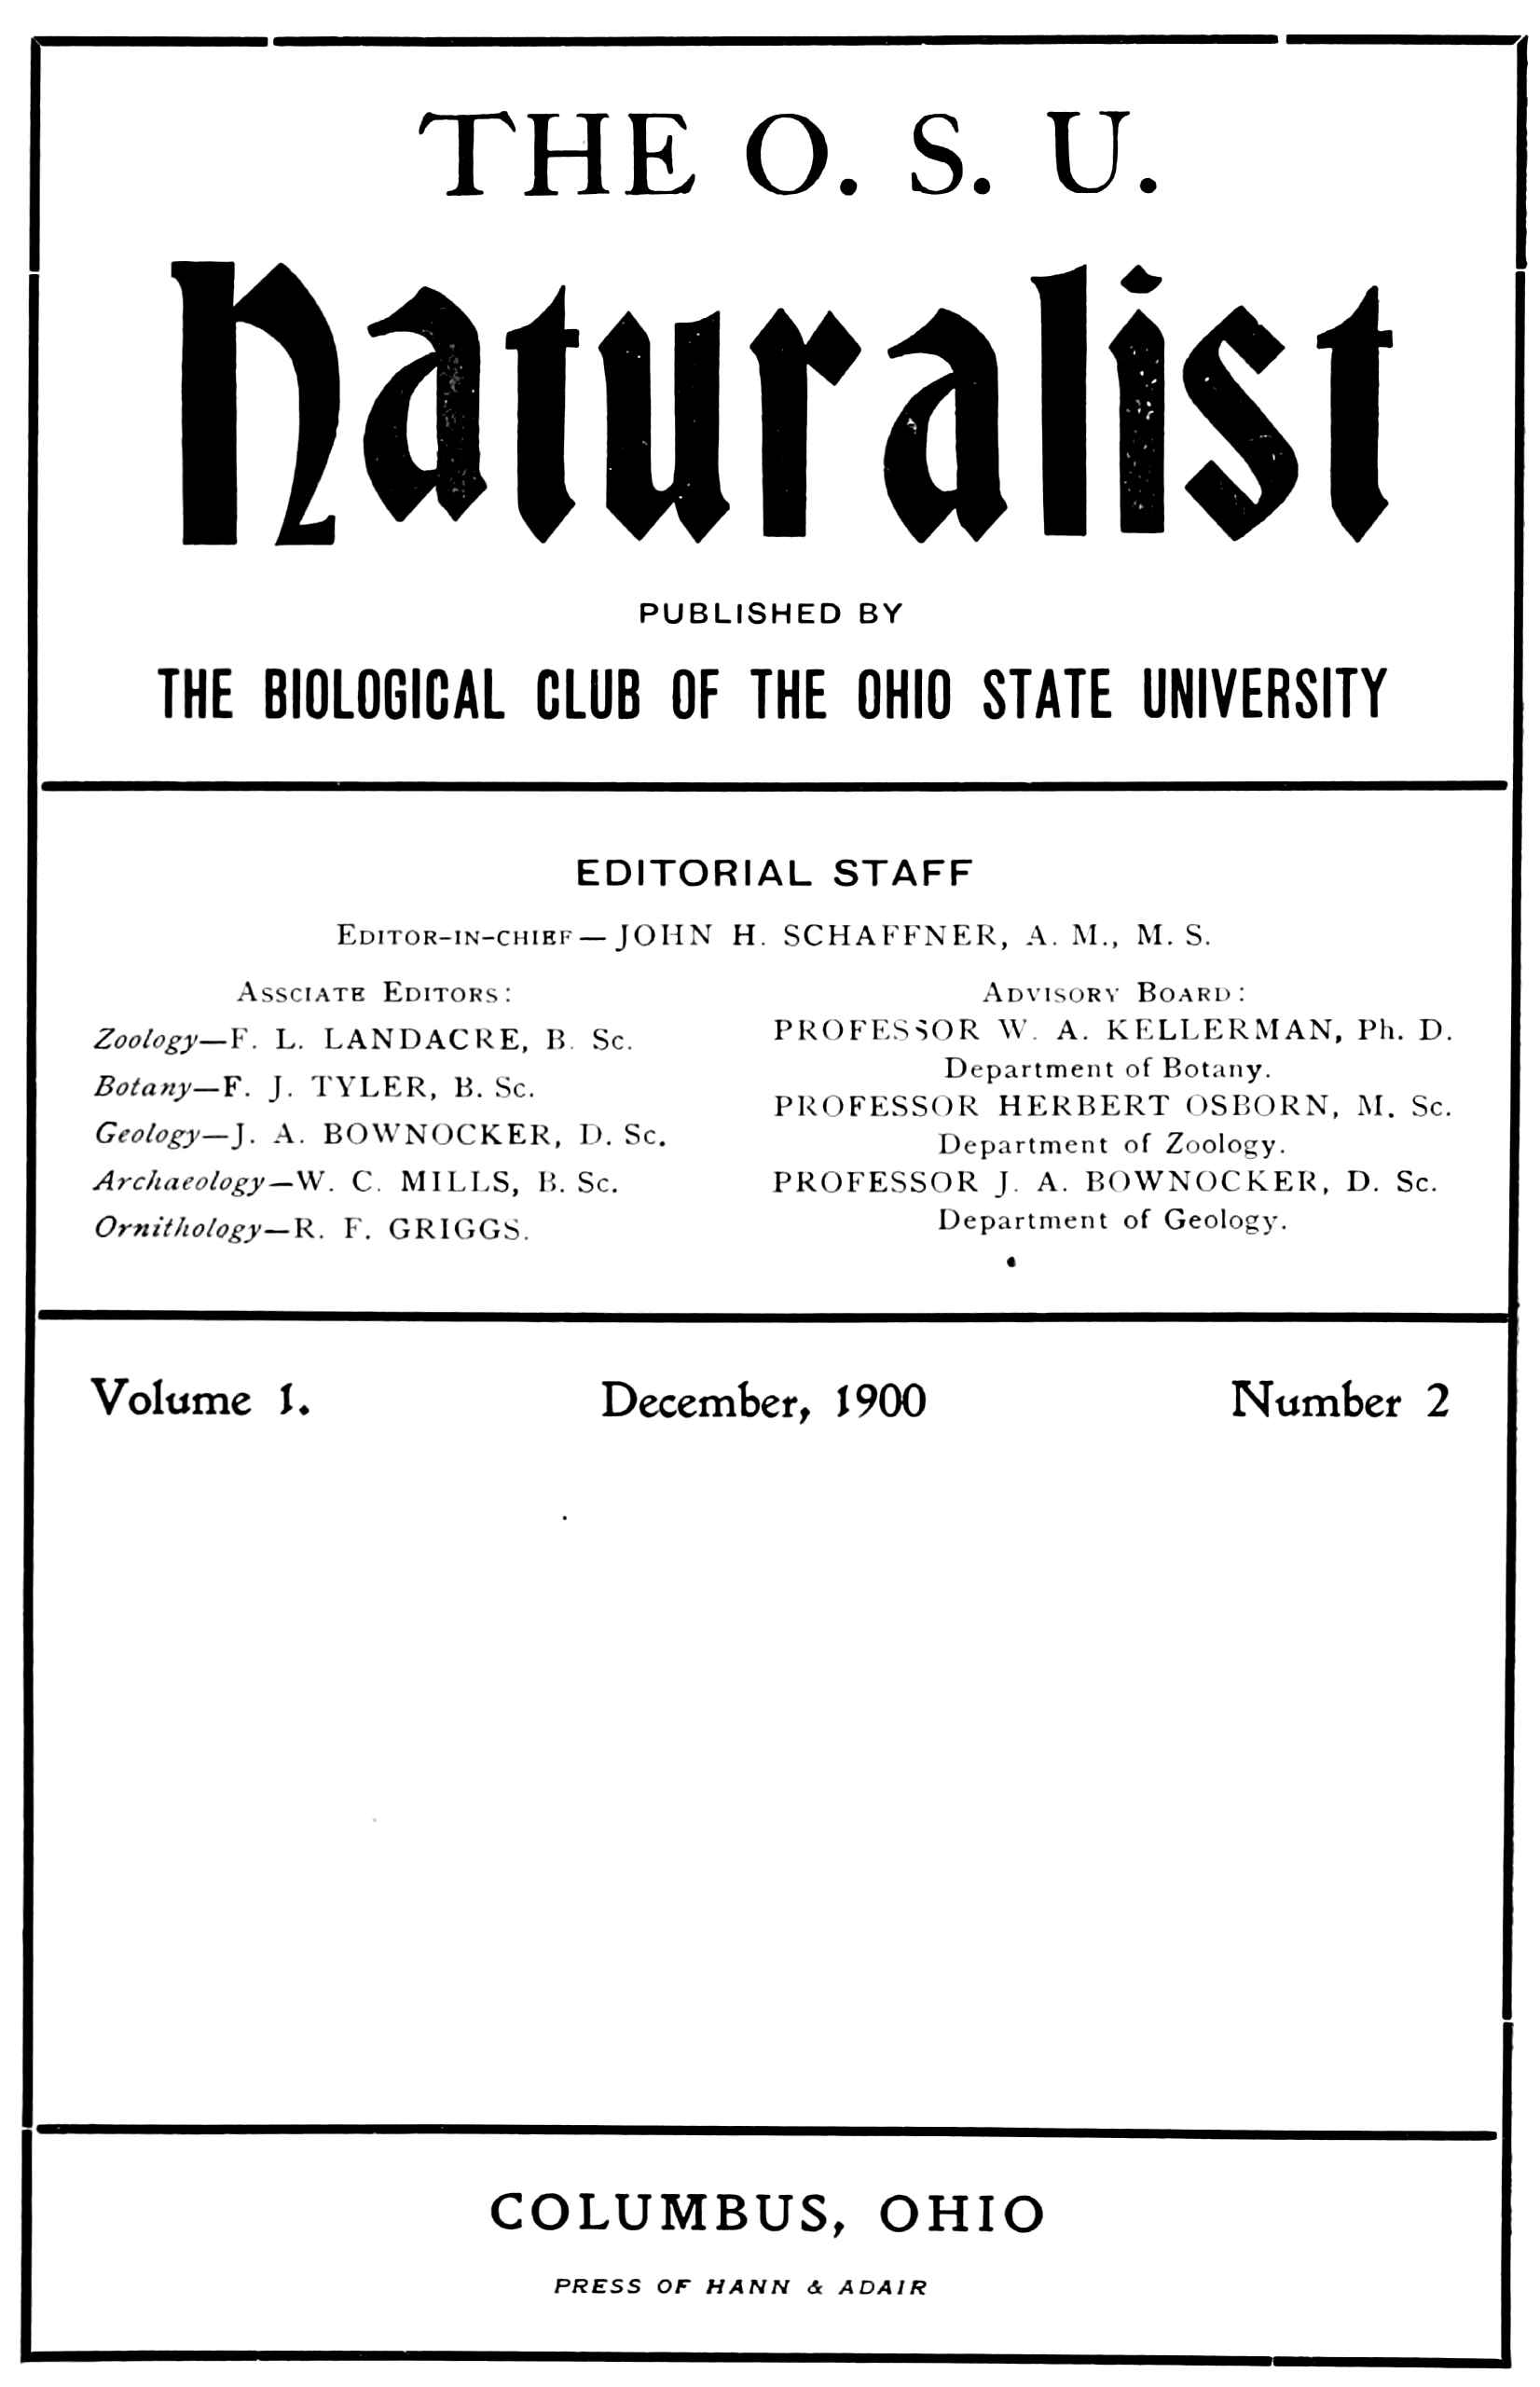 THE O. S. U.
Naturalist
PUBLISHED BY
THE BIOLOGICAL CLUB OF THE OHIO STATE UNIVERSITY
EDITORIAL STAFF
EDITOR-IN-CHIEF—JOHN H. SCHAFFNER, A. M., M. S.
ASSCIATE EDITORS:
Zoology—F. L. LANDACRE, B. Sc.
Botany—F. J. TYLER, B. Sc.
Geology—J. A. BOWNOCKER, D. Sc.
Archaeology—W. C. MILLS, B. Sc.
Ornithology—R. F. GRIGGS.
ADVISORY BOARD:
PROFESSOR W. A. KELLERMAN, Ph. D.
Department of Botany.
PROFESSOR HERBERT OSBORN, M. Sc.
Department of Zoology.
PROFESSOR J. A. BOWNOCKER, D. Sc.
Department of Geology.
Volume 1. December, 1900 Number 2
COLUMBUS, OHIO
PRESS OF HANN & ADAIR